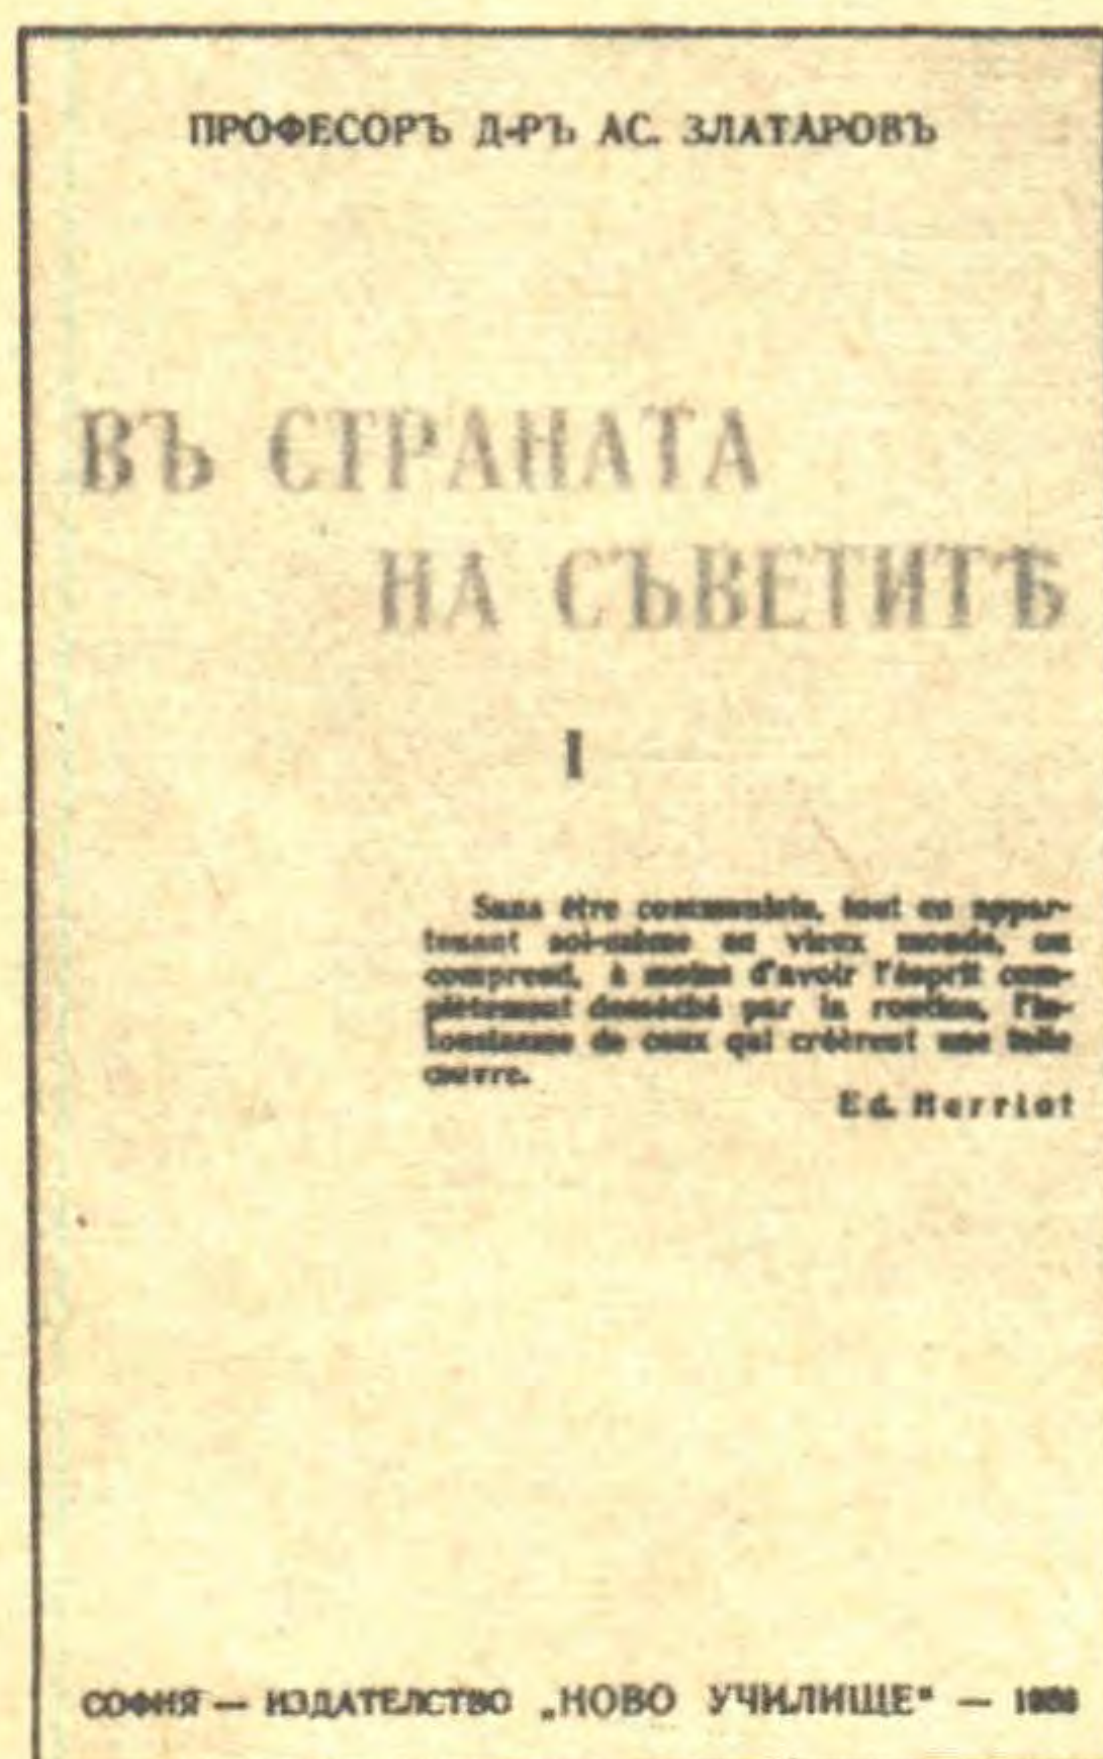 ПРОФЕСОРЪ Д-РЪ АС. ЗЛАТАРОВЪ
ВЪ СТРАНАТА
НА СЪВЕТИТѢ
I
Sans être communiste, tout en appar-
tenant soi-même au vieux monde, on
comprend, à moins d'avoir l'ésprit com-
plètement desséché par la routine, l'en-
tousiasme de ceux qui créèrent une telle
œuvre.
Ed. Herriot
СОФИЯ — ИЗДАТЕЛСТВО „НОВО УЧИЛИЩЕ" —